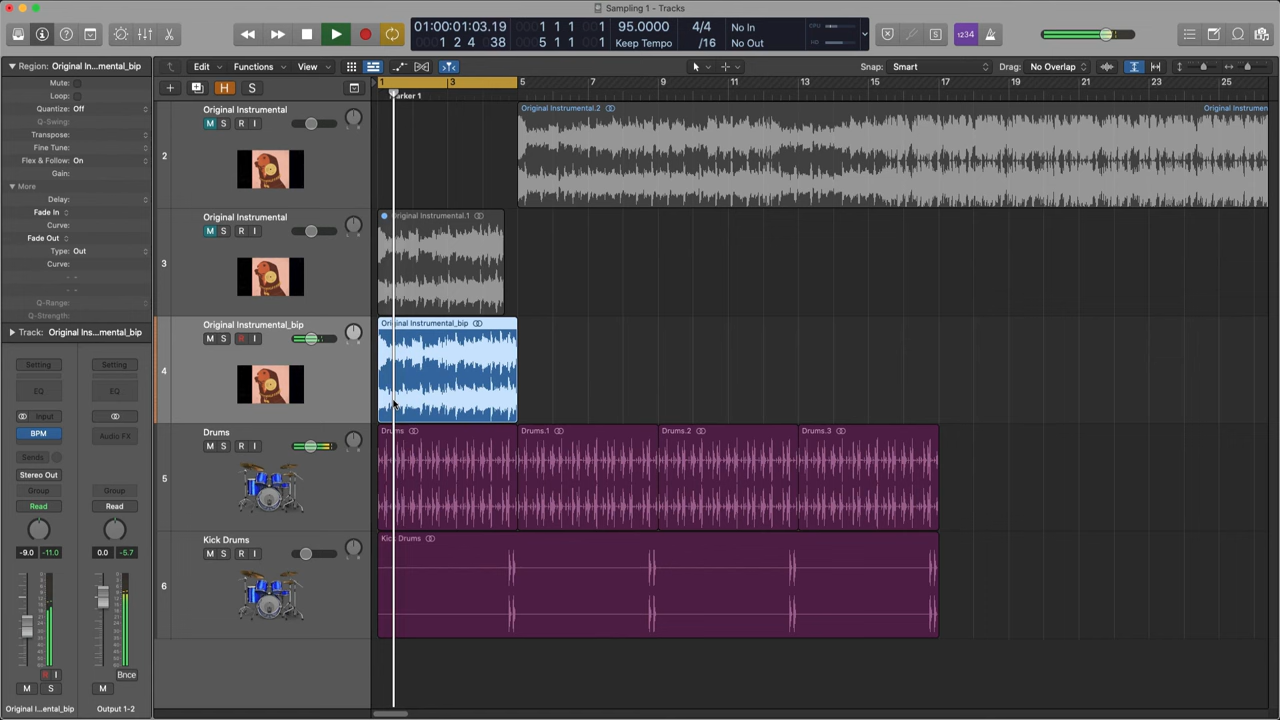 Sampling 1 - Tracks
01:00:01:03.19
1 2 4 38
1 1 1 1
5 1 1 1
95.0000
Keep Tempo
4/4
/16
No In
No Out
CPU
HD
1234
Region: Original In...mental_bip
Mute:
Loop:
Quantize: Off
Q-Swing:
Transpose:
Fine Tune:
Flex & Follow: On
Gain:
More
Delay:
Fade In
Curve:
Fade Out
Type: Out
Curve:
Q-Range:
Q-Strength:
Track: Original Ins...mental_bip
Setting
Setting
EQ
EQ
Input
BPM
Audio FX
Sends
Stereo Out
Group
Group
Read
Read
-9.0 -11.0
0.0 -5.7
R I
Bnce
M S
M
Original I...ental_bip
Output 1-2
Edit
Functions
View
Snap: Smart
Drag: No Overlap
H S
1 3 5 7 9 11 13 15 17 19 21 23 25
arker 1
2
Original Instrumental
M S R I
Original Instrumental.2
Original Instrumen
3
Original Instrumental
M S R I
Original Instrumental.1
4
Original Instrumental_bip
M S R I
Original Instrumental_bip
5
Drums
M S R I
Drums
Drums.1
Drums.2
Drums.3
6
Kick Drums
M S R I
Kick Drums